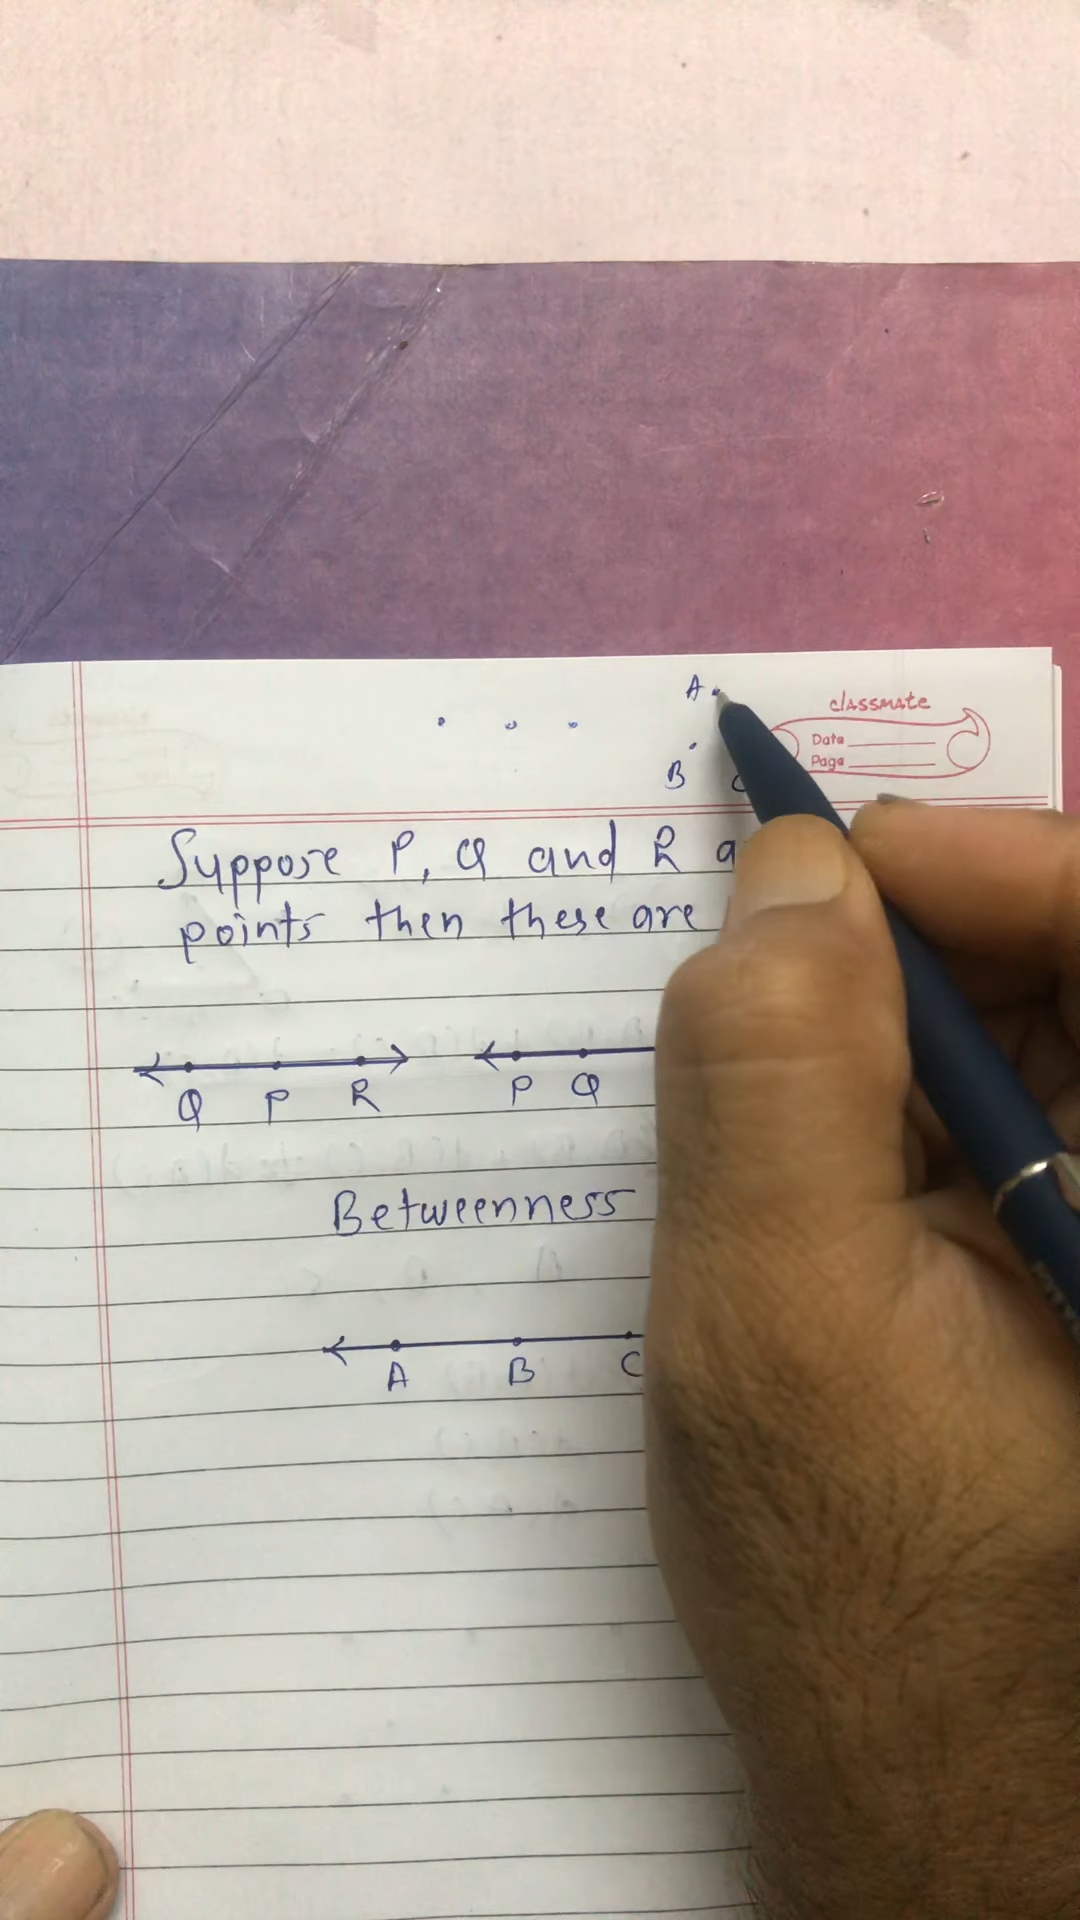 A
classmate
Date
Page
B C
Suppose P, Q and R
points then these are
Q P R P Q
Betweenness
A B C